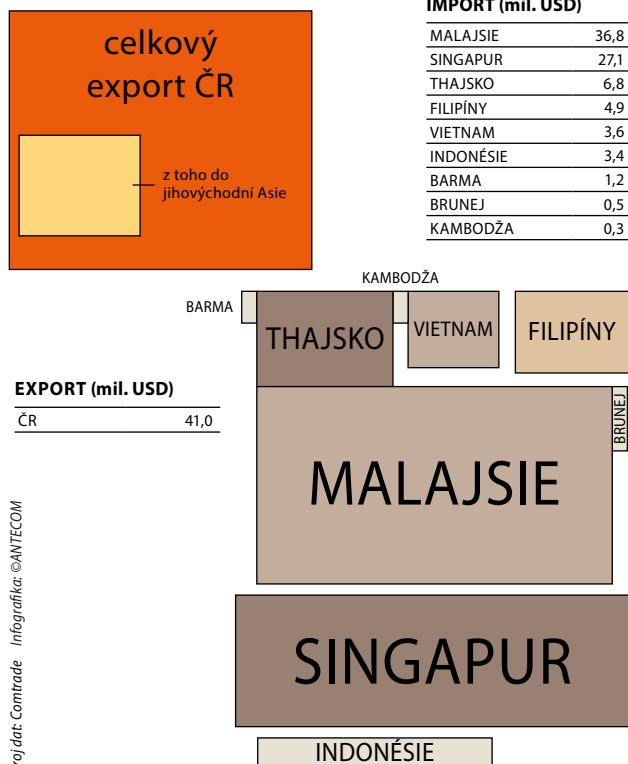 celkový
export ČR
z toho do
jihovýchodní Asie
IMPORT (mil. USD)
MALAJSIE 36,8
SINGAPUR 27,1
THAJSKO 6,8
FILIPÍNY 4,9
VIETNAM 3,6
INDONÉSIE 3,4
BARMA 1,2
BRUNEJ 0,5
KAMBODŽA 0,3
KAMBODŽA
BARMA
THAJSKO
VIETNAM
FILIPÍNY
EXPORT (mil. USD)
ČR 41,0
BRUNEJ
MALAJSIE
SINGAPUR
INDONÉSIE
dat: Comtrade Infografika: ©ANTECOM